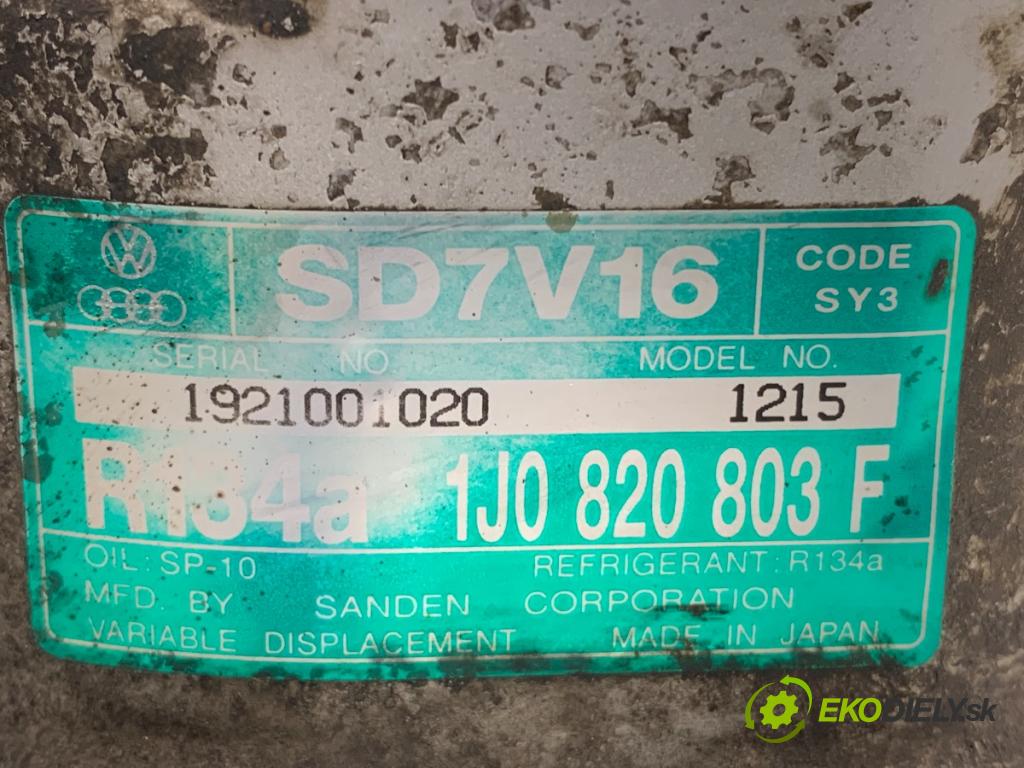 SD7V16
CODE
SY3
SERIAL NO.
MODEL NO.
1921001020
1215
R134a
1J0 820 803 F
OIL: SP-10
REFRIGERANT: R134a
MFD. BY SANDEN CORPORATION
VARIABLE DISPLACEMENT MADE IN JAPAN
EKODIELY.sk